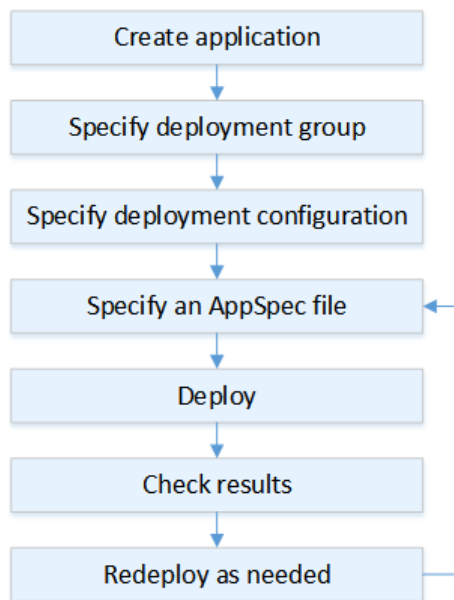 Create application
Specify deployment group
Specify deployment configuration
Specify an AppSpec file
Deploy
Check results
Redeploy as needed